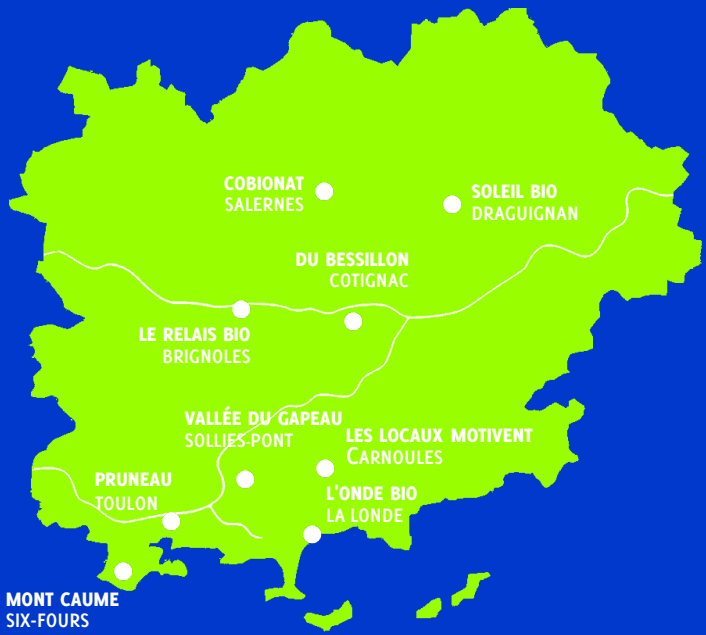 COBIONAT
SALERNES
SOLEIL BIO
DRAGUIGNAN
DU BESSILLON
COTIGNAC
LE RELAIS BIO
BRIGNOLES
VALLÉE DU GAPEAU
SOLLIES-PONT
LES LOCAUX MOTIVENT
CARNOULES
PRUNEAU
TOULON
L'ONDE BIO
LA LONDE
MONT CAUME
SIX-FOURS